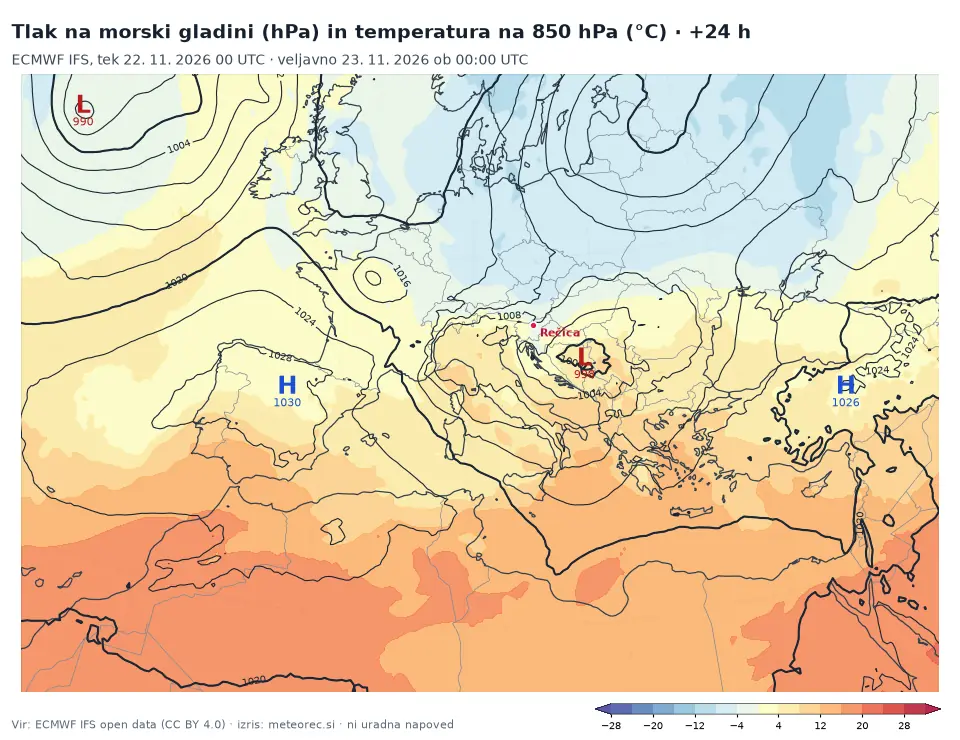 Tlak na morski gladini (hPa) in temperatura na 850 hPa (°C) · +24 h
ECMWF IFS, tek 22. 11. 2026 00 UTC · veljavno 23. 11. 2026 ob 00:00 UTC
L
990
1004
1020
1016
1024
1008
Rečica
1028
L
1004
H
1030
H
1026
1024
1024
1020
Vir: ECMWF IFS open data (CC BY 4.0) · izris: meteorec.si · ni uradna napoved
−28 −20 −12 −4 4 12 20 28